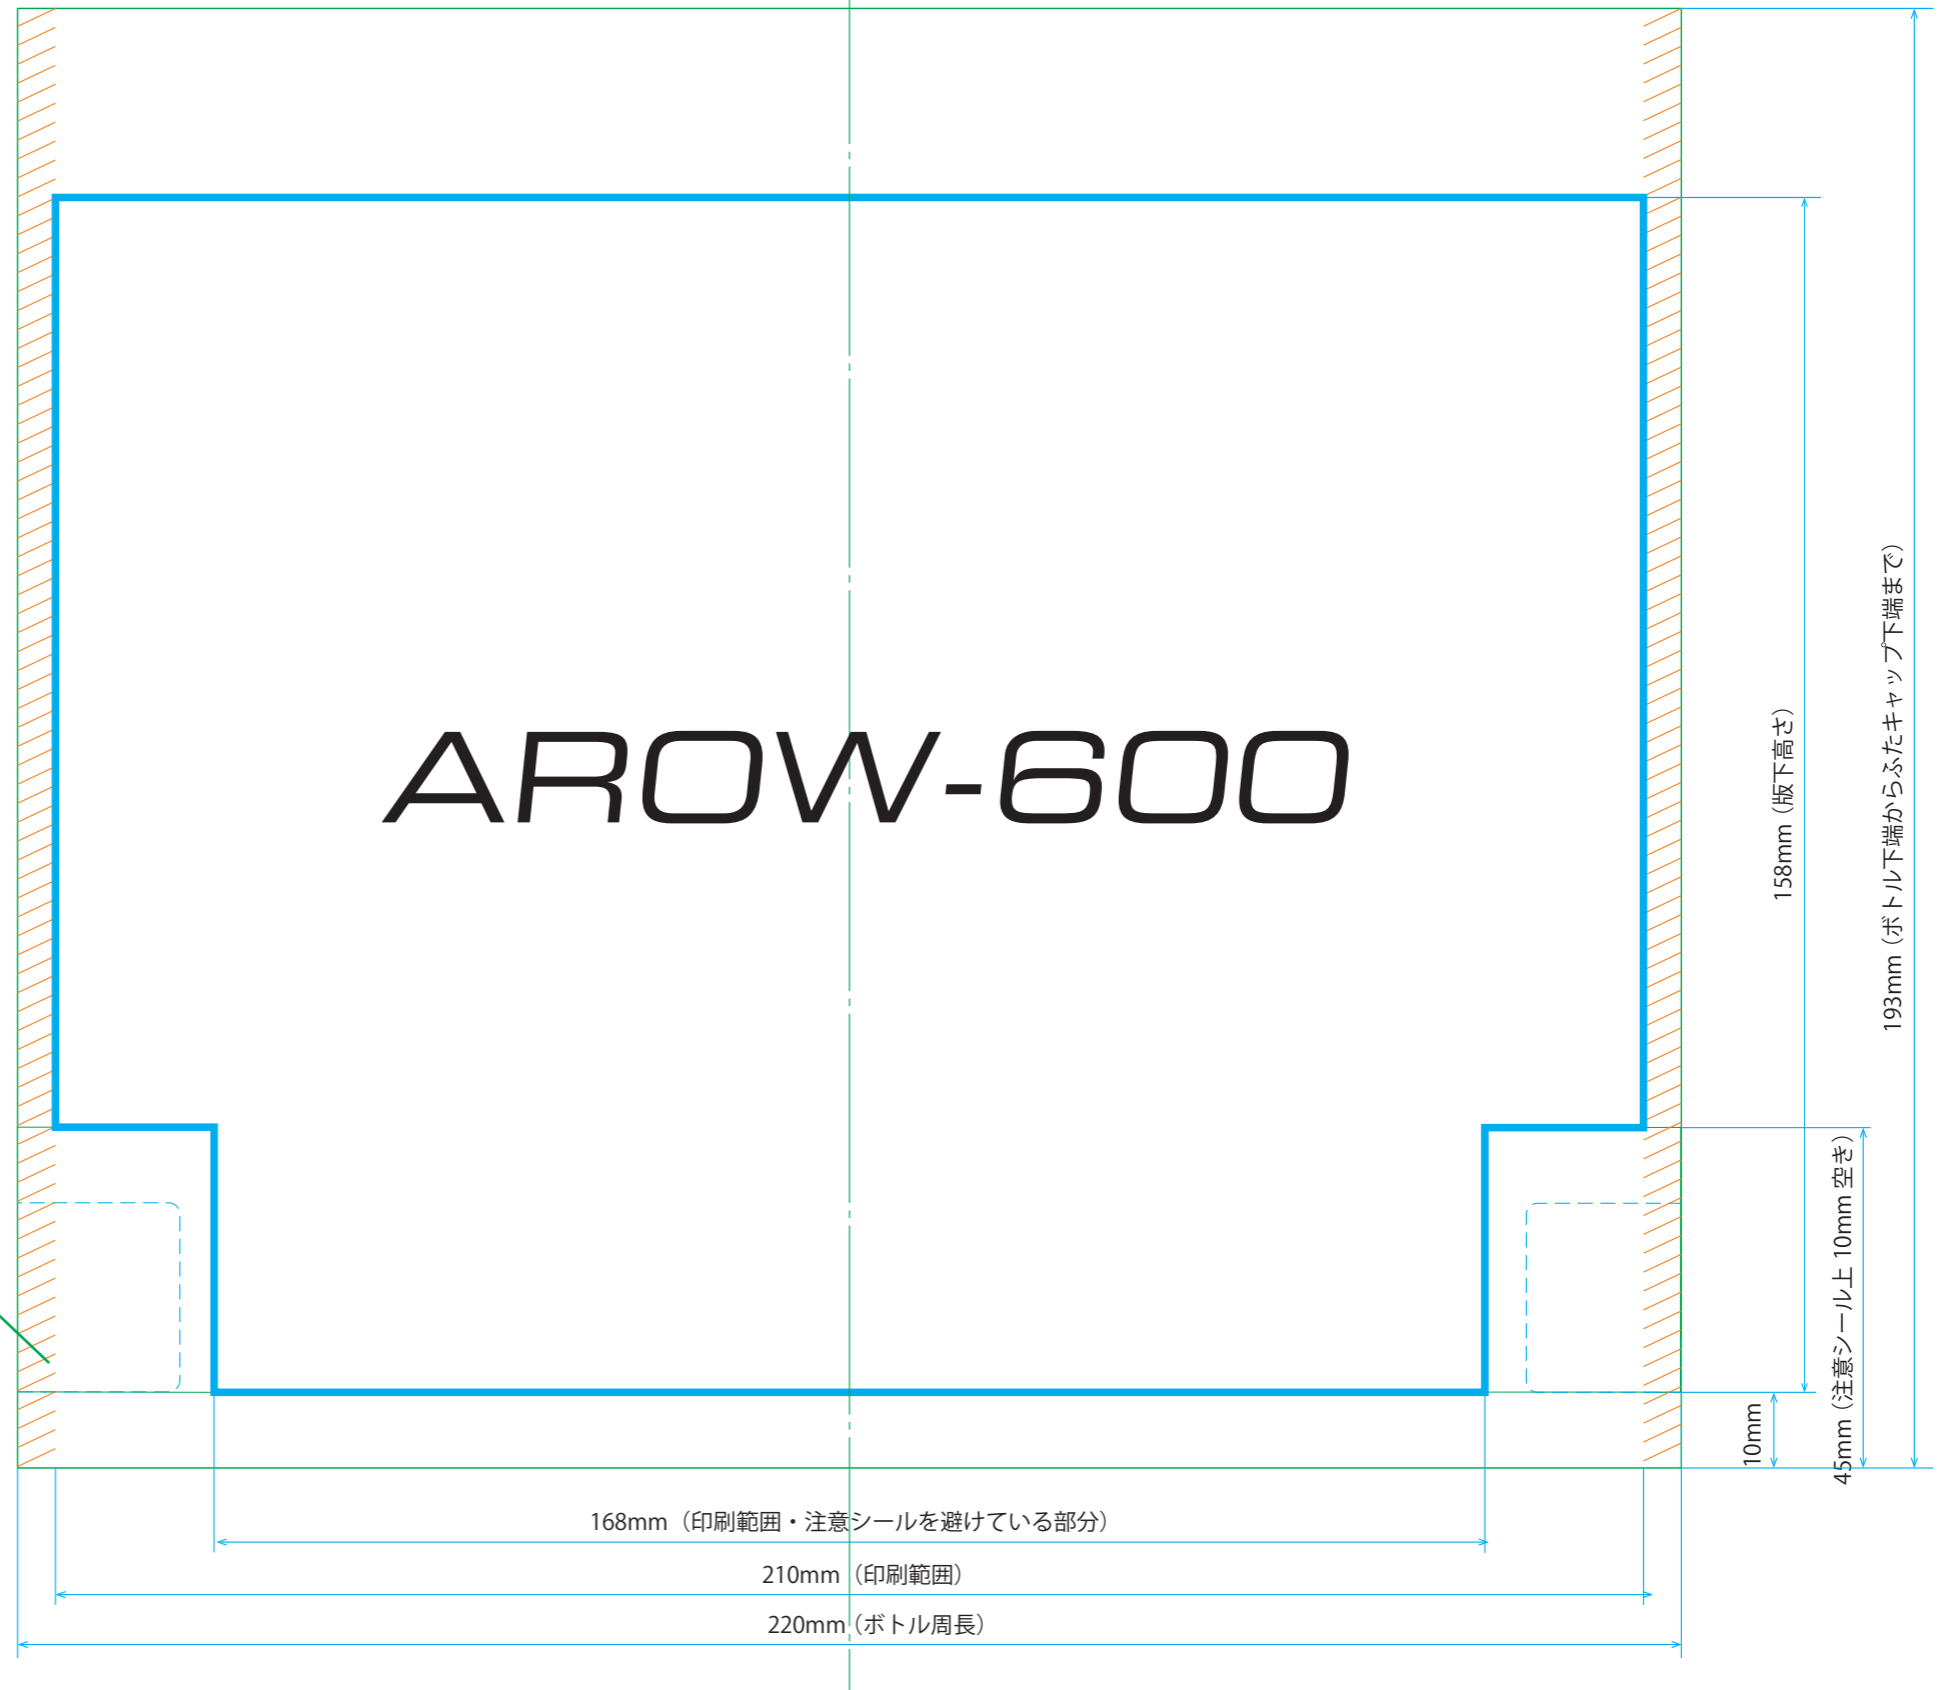 AROW-600
158mm（版下高さ）
193mm（ボトル下端からふたキャップ下端まで）
45mm（注意シール上 10mm 空き）
10mm
168mm（印刷範囲・注意シールを避けている部分）
210mm（印刷範囲）
220mm（ボトル周長）